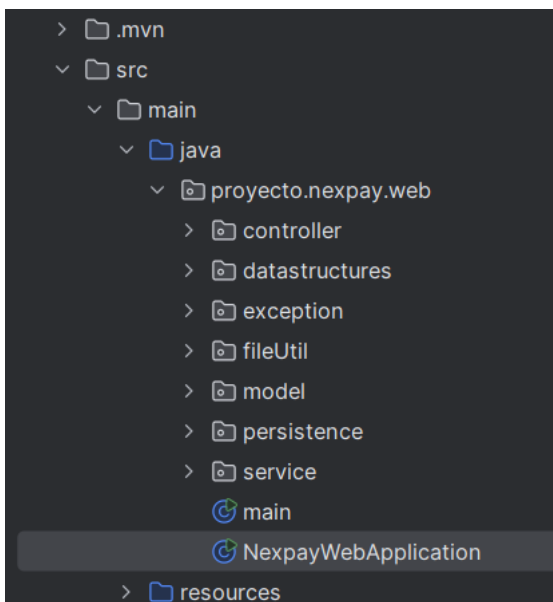 .mvn
src
main
java
proyecto.nexpay.web
controller
datastructures
exception
fileUtil
model
persistence
service
main
NexpayWebApplication
resources